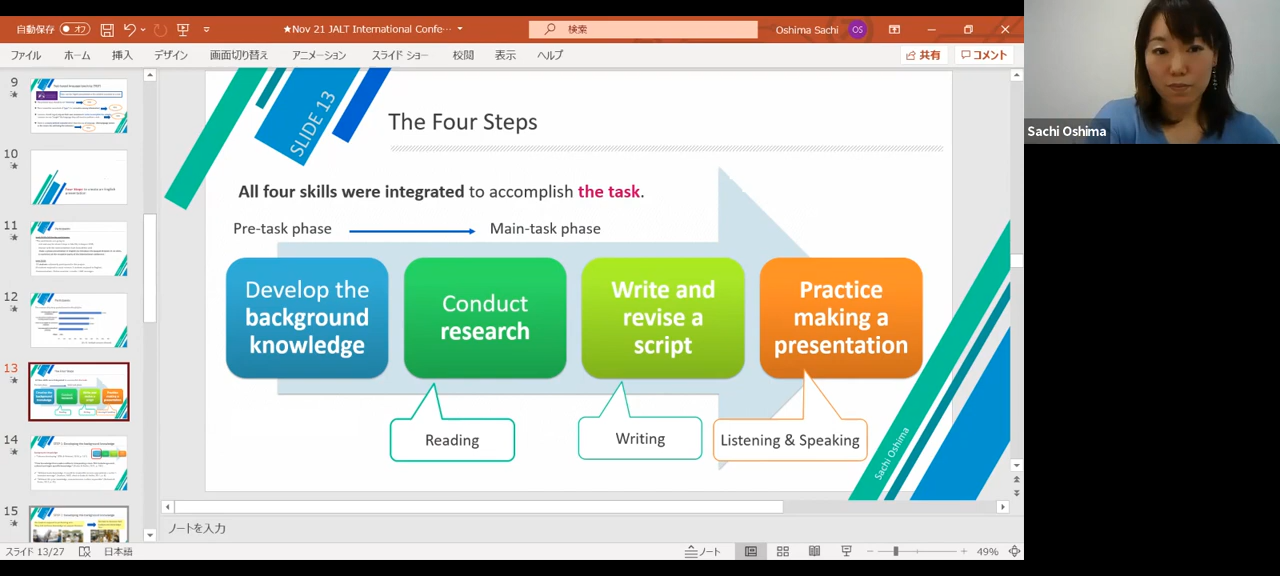 自動保存 オフ
★Nov 21 JALT International Confe…
検索
Oshima Sachi OS
ファイル ホーム 挿入 デザイン 画面切り替え アニメーション スライド ショー 校閲 表示 ヘルプ
共有 コメント
Sachi Oshima
9
10
11
12
13
14
15
SLIDE 13
The Four Steps
All four skills were integrated to accomplish the task.
Pre-task phase
Main-task phase
Develop the
background
knowledge
Conduct
research
Write and
revise a
script
Practice
making a
presentation
Reading
Writing
Listening & Speaking
Sachi Oshima
ノートを入力
スライド 13/27 日本語
ノート
49%